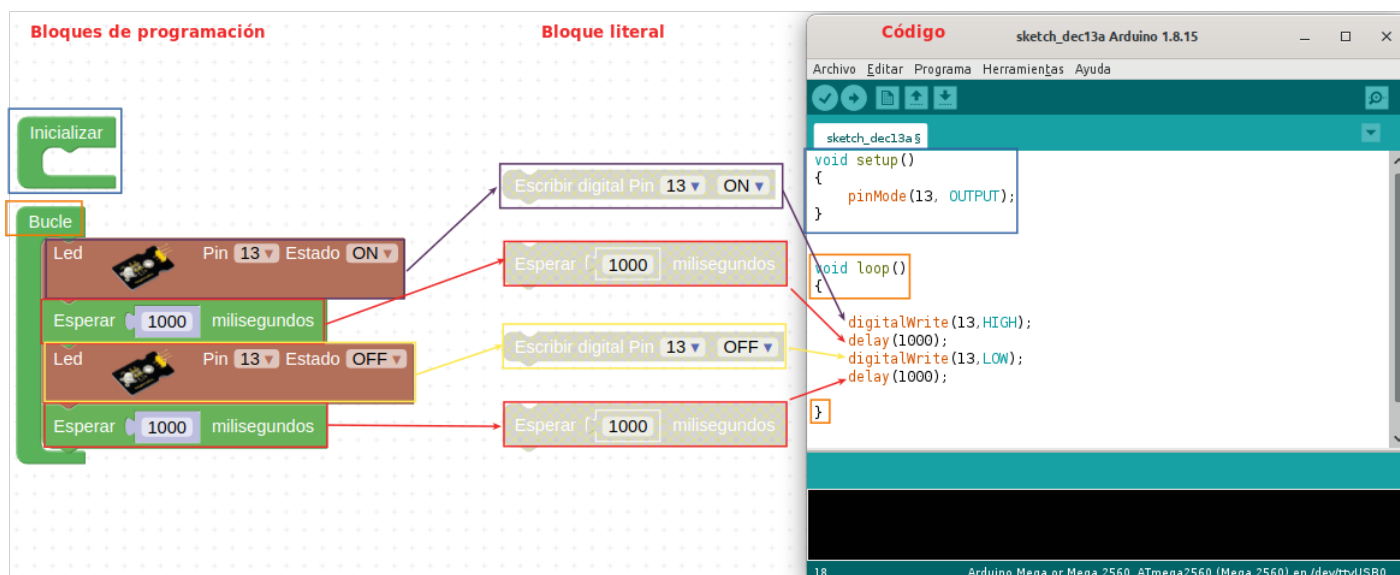 Bloques de programación
Inicializar
Bucle
Led Pin 13 Estado ON
Esperar 1000 milisegundos
Led Pin 13 Estado OFF
Esperar 1000 milisegundos
Bloque literal
Escribir digital Pin 13 ON
Esperar 1000 milisegundos
Escribir digital Pin 13 OFF
Esperar 1000 milisegundos
Código
sketch_dec13a Arduino 1.8.15
Archivo Editar Programa Herramientas Ayuda
sketch_dec13a §
void setup()
{
pinMode(13, OUTPUT);
}
void loop()
{
digitalWrite(13,HIGH);
delay(1000);
digitalWrite(13,LOW);
delay(1000);
}
18 Arduino Mega or Mega 2560, ATmega2560 (Mega 2560) en /dev/ttyUSB0